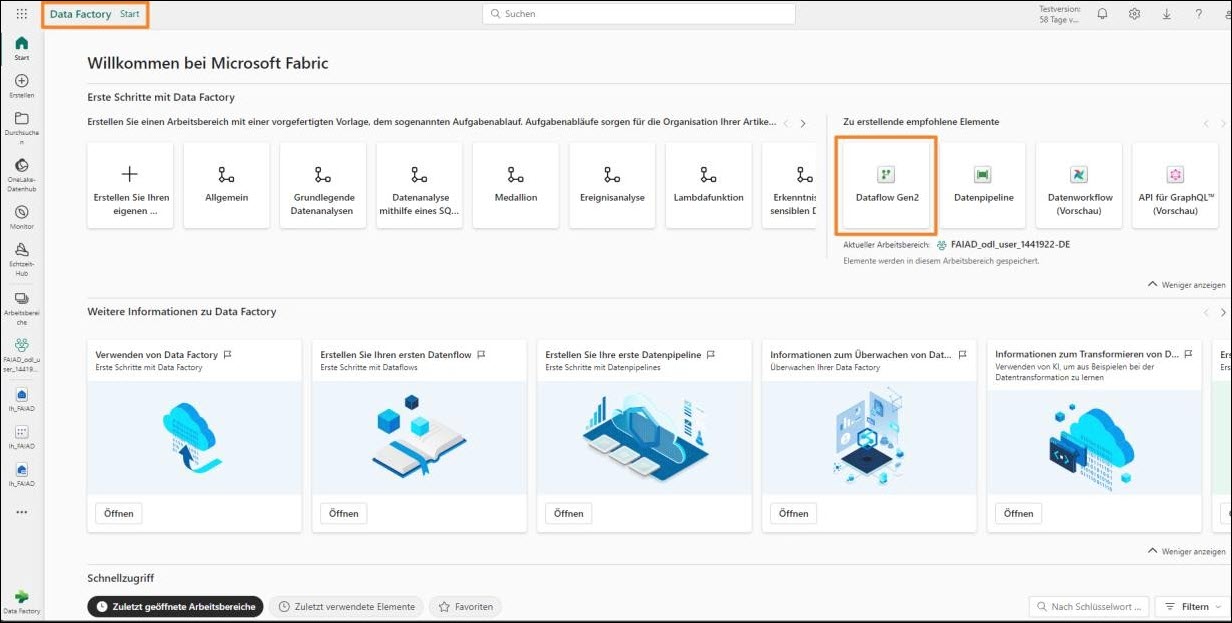 Data Factory Start
Suchen
Testversion:
58 Tage v...
Start
Erstellen
Durchsuche
n
OneLake-
Datenhub
Monitor
Echtzeit-
Hub
Arbeitsberei
che
FAIAD_odl_u
ser_14419...
lh_FAIAD
lh_FAIAD
lh_FAIAD
Data Factory
Willkommen bei Microsoft Fabric
Erste Schritte mit Data Factory
Erstellen Sie einen Arbeitsbereich mit einer vorgefertigten Vorlage, dem sogenannten Aufgabenablauf. Aufgabenabläufe sorgen für die Organisation Ihrer Artike...
Erstellen Sie Ihren
eigenen ...
Allgemein
Grundlegende
Datenanalysen
Datenanalyse
mithilfe eines SQ...
Medallion
Ereignisanalyse
Lambdafunktion
Erkenntnis
sensiblen D
Zu erstellende empfohlene Elemente
Dataflow Gen2
Datenpipeline
Datenworkflow
(Vorschau)
API für GraphQL™
(Vorschau)
Aktueller Arbeitsbereich: FAIAD_odl_user_1441922-DE
Elemente werden in diesem Arbeitsbereich gespeichert.
Weniger anzeigen
Weitere Informationen zu Data Factory
Verwenden von Data Factory
Erste Schritte mit Data Factory
Öffnen
Erstellen Sie Ihren ersten Datenflow
Erste Schritte mit Dataflows
Öffnen
Erstellen Sie Ihre erste Datenpipeline
Erste Schritte mit Datenpipelines
Öffnen
Informationen zum Überwachen von Dat...
Überwachen Ihrer Data Factory
Öffnen
Informationen zum Transformieren von D...
Verwenden von KI, um aus Beispielen bei der
Datentransformation zu lernen
Öffnen
Ers
Ers
Weniger anzeigen
Schnellzugriff
Zuletzt geöffnete Arbeitsbereiche
Zuletzt verwendete Elemente
Favoriten
Nach Schlüsselwort ...
Filtern